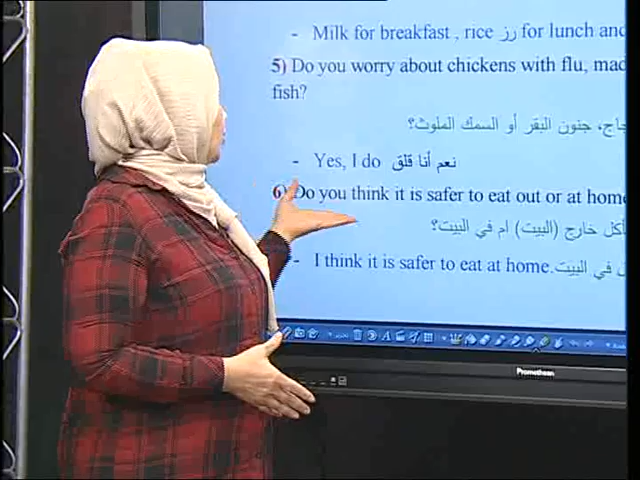 - Milk for breakfast , rice رز for lunch and
5) Do you worry about chickens with flu, mad
fish?
جاج، جنون البقر أو السمك الملوث؟
- Yes, I do نعم أنا قلق
6) Do you think it is safer to eat out or at home
أكل خارج (البيت) ام في البيت؟
- I think it is safer to eat at home. ل في البيت
Promethean